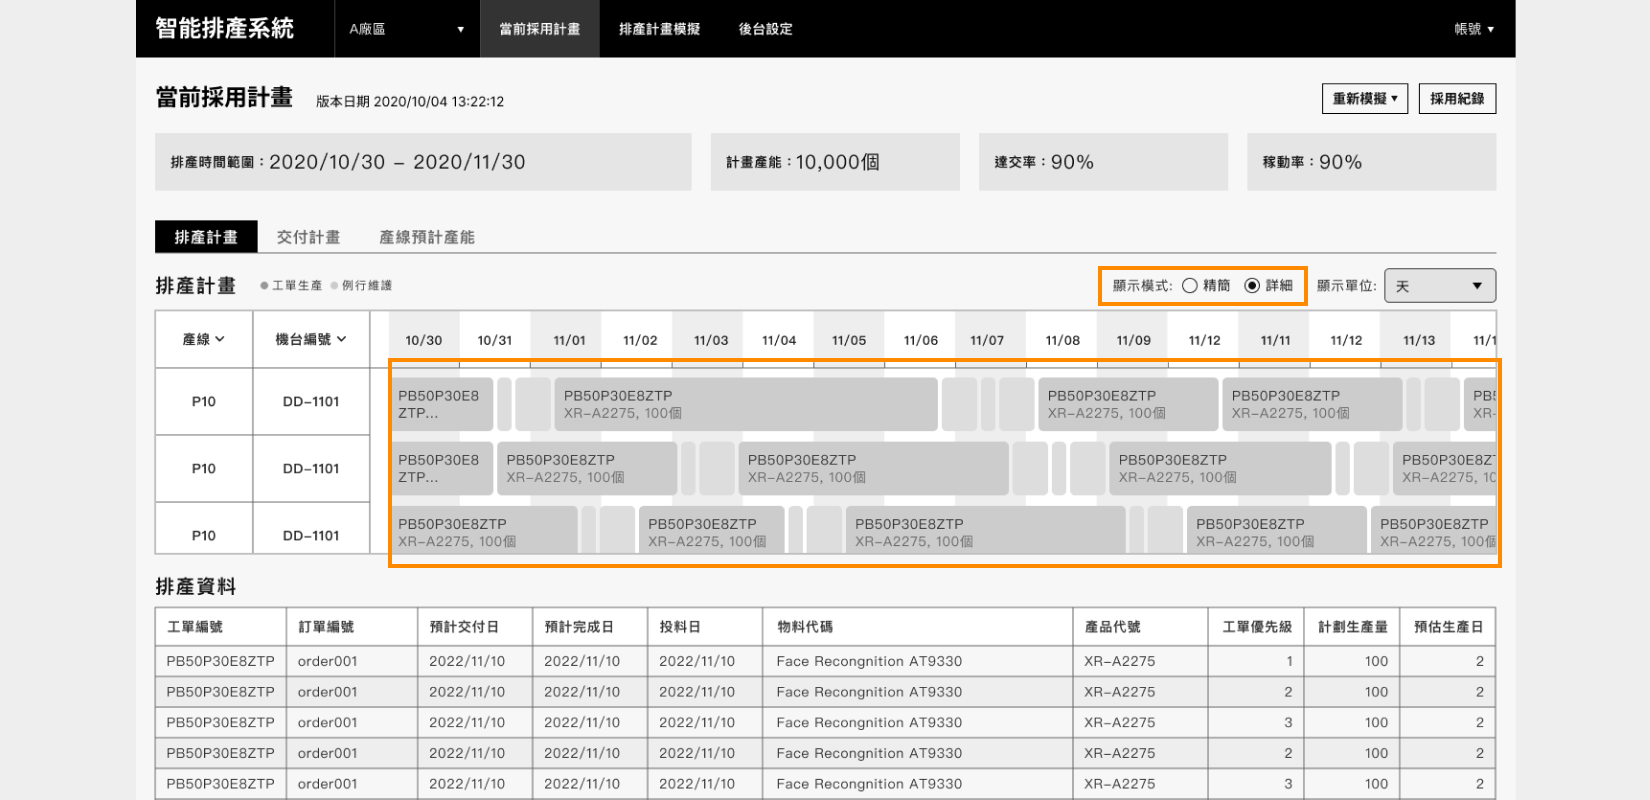 智能排產系統 A廠區 ▼ 當前採用計畫 排產計畫模擬 後台設定 帳號 ▼
當前採用計畫 版本日期 2020/10/04 13:22:12 重新模擬 ▼ 採用紀錄
排產時間範圍：2020/10/30 – 2020/11/30 計畫產能：10,000個 達交率：90% 稼動率：90%
排產計畫 交付計畫 產線預計產能
排產計畫 ●工單生產 ●例行維護 顯示模式: 精簡 詳細 顯示單位: 天 ▼
產線 機台編號 10/30 10/31 11/01 11/02 11/03 11/04 11/05 11/06 11/07 11/08 11/09 11/12 11/11 11/12 11/13 11/1
P10 DD-1101
PB50P30E8 PB50P30E8ZTP PB50P30E8ZTP PB50P30E8ZTP PB5
ZTP... XR-A2275, 100個 XR-A2275, 100個 XR-A2275, 100個 XR-
P10 DD-1101
PB50P30E8 PB50P30E8ZTP PB50P30E8ZTP PB50P30E8ZTP PB50P30E8ZT
ZTP... XR-A2275, 100個 XR-A2275, 100個 XR-A2275, 100個 XR-A2275, 10
P10 DD-1101
PB50P30E8ZTP PB50P30E8ZTP PB50P30E8ZTP PB50P30E8ZTP PB50P30E8ZTP
XR-A2275, 100個 XR-A2275, 100個 XR-A2275, 100個 XR-A2275, 100個 XR-A2275, 100個
排產資料
工單編號 訂單編號 預計交付日 預計完成日 投料日 物料代碼 產品代號 工單優先級 計劃生產量 預估生產日
PB50P30E8ZTP order001 2022/11/10 2022/11/10 2022/11/10 Face Recongnition AT9330 XR-A2275 1 100 2
PB50P30E8ZTP order001 2022/11/10 2022/11/10 2022/11/10 Face Recongnition AT9330 XR-A2275 2 100 2
PB50P30E8ZTP order001 2022/11/10 2022/11/10 2022/11/10 Face Recongnition AT9330 XR-A2275 3 100 2
PB50P30E8ZTP order001 2022/11/10 2022/11/10 2022/11/10 Face Recongnition AT9330 XR-A2275 2 100 2
PB50P30E8ZTP order001 2022/11/10 2022/11/10 2022/11/10 Face Recongnition AT9330 XR-A2275 3 100 2